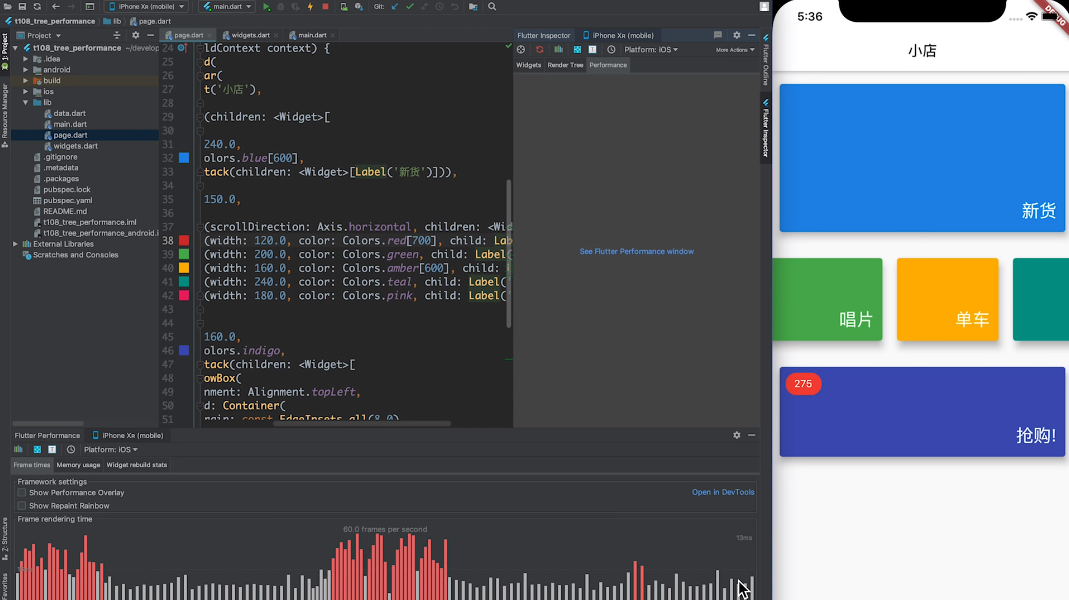 iPhone Xʀ (mobile)
main.dart
Git:
t108_tree_performance
lib
page.dart
Project
t108_tree_performance ~/develop
.idea
android
build
ios
lib
data.dart
main.dart
page.dart
widgets.dart
.gitignore
.metadata
.packages
pubspec.lock
pubspec.yaml
README.md
t108_tree_performance.iml
t108_tree_performance_android.i
External Libraries
Scratches and Consoles
1: Project
Resource Manager
Z: Structure
Favorites
page.dart
widgets.dart
main.dart
24 ldContext context) {
25 d(
26 ar(
27 t('小店'),
28
29 (children: <Widget>[
30
31 240.0,
32 olors.blue[600],
33 tack(children: <Widget>[Label('新货')])),
34
35 150.0,
36
37 (scrollDirection: Axis.horizontal, children: <Wid
38 (width: 120.0, color: Colors.red[700], child: Lab
39 (width: 200.0, color: Colors.green, child: Label(
40 (width: 160.0, color: Colors.amber[600], child:
41 (width: 240.0, color: Colors.teal, child: Label(
42 (width: 180.0, color: Colors.pink, child: Label(
43
44
45 160.0,
46 olors.indigo,
47 tack(children: <Widget>[
48 owBox(
49 nment: Alignment.topLeft,
50 d: Container(
51 rgin: const EdgeInsets.all(8.0)
Flutter Inspector
iPhone Xʀ (mobile)
Platform: iOS
More Actions
Widgets
Render Tree
Performance
See Flutter Performance window
Flutter Outline
Flutter Inspector
Flutter Performance
iPhone Xʀ (mobile)
Platform: iOS
Frame times
Memory usage
Widget rebuild stats
Framework settings
Show Performance Overlay
Open in DevTools
Show Repaint Rainbow
Frame rendering time
60.0 frames per second
13ms
5:36
DEBUG
小店
新货
唱片
单车
275
抢购!